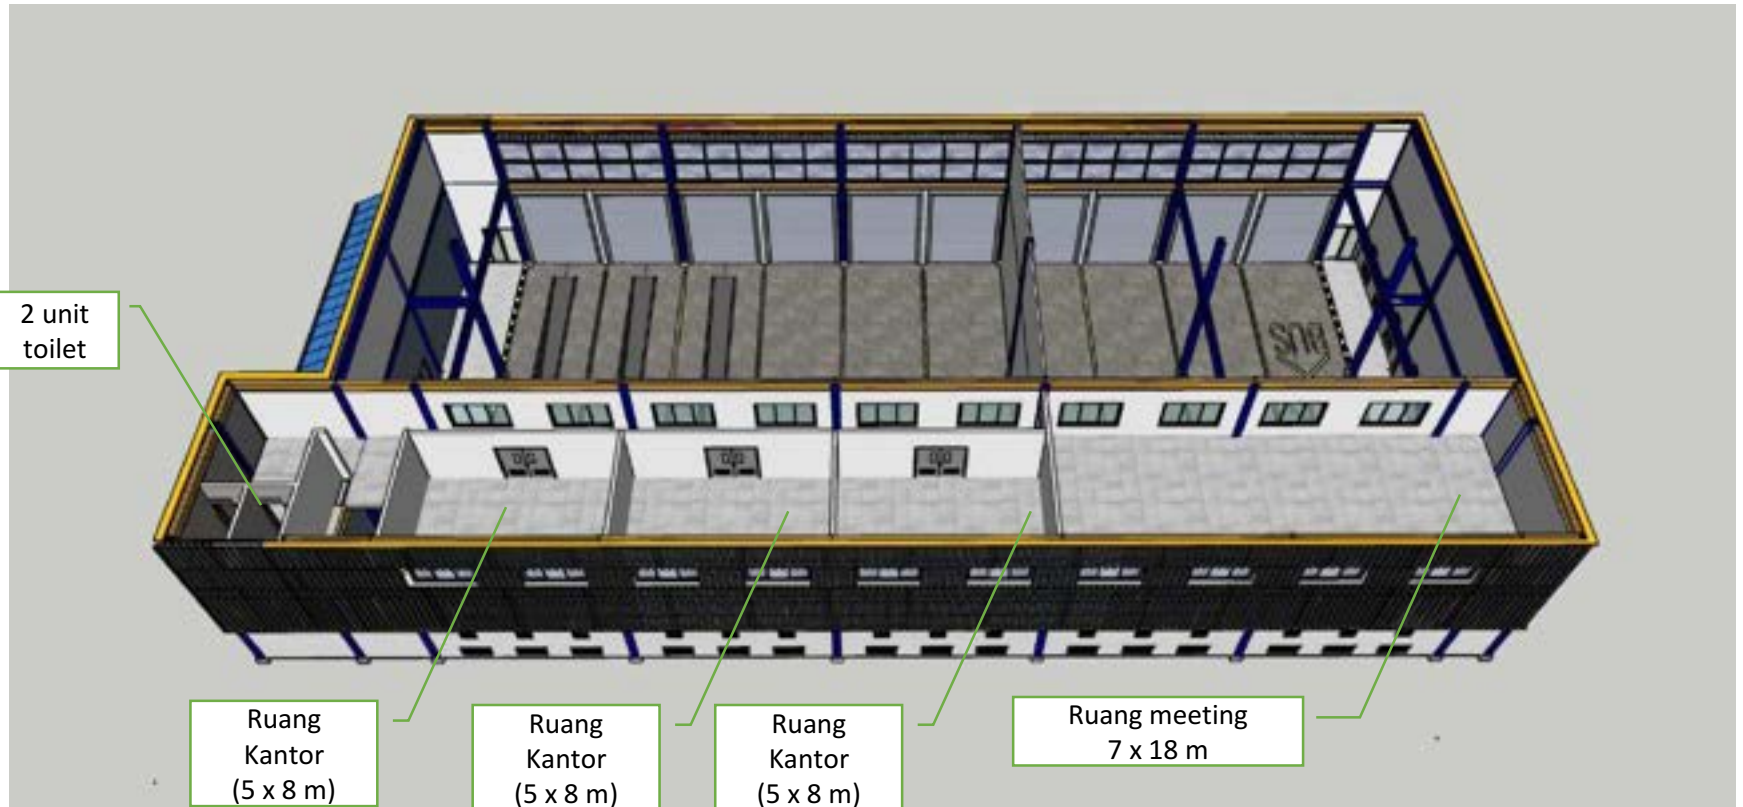 2 unit
toilet
BUS
Ruang
Kantor
(5 x 8 m)
Ruang
Kantor
(5 x 8 m)
Ruang
Kantor
(5 x 8 m)
Ruang meeting
7 x 18 m